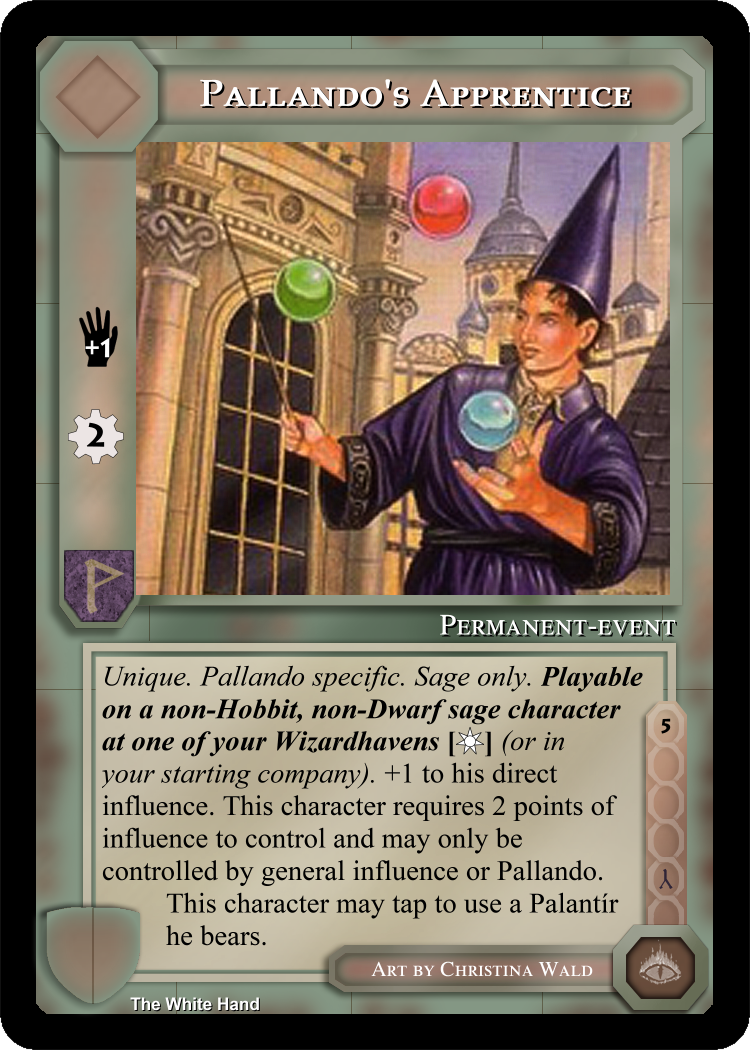 Pallando's Apprentice
+1
2
Permanent-event
Unique. Pallando specific. Sage only. Playable
on a non-Hobbit, non-Dwarf sage character
at one of your Wizardhavens [] (or in
your starting company). +1 to his direct
influence. This character requires 2 points of
influence to control and may only be
controlled by general influence or Pallando.
This character may tap to use a Palantír
he bears.
5
Art by Christina Wald
The White Hand